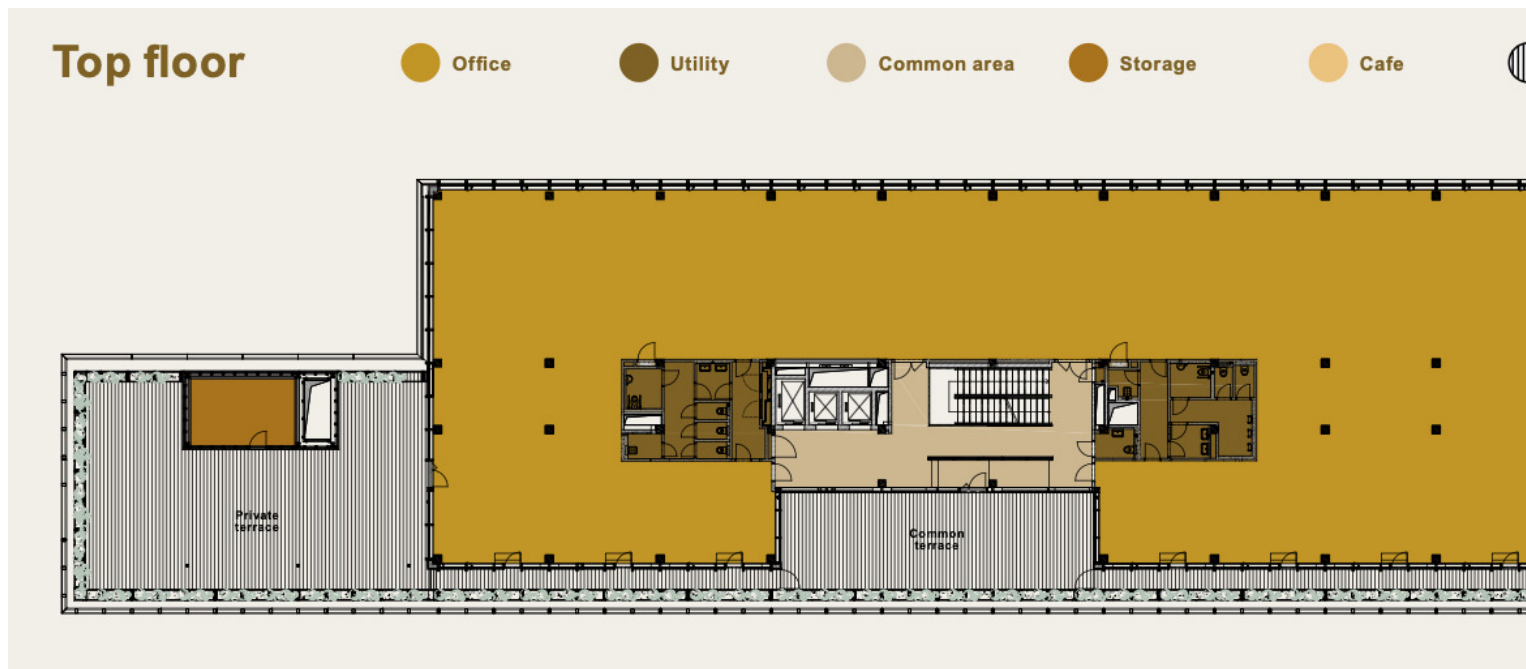 Top floor
Office
Utility
Common area
Storage
Cafe
Private
terrace
Common
terrace